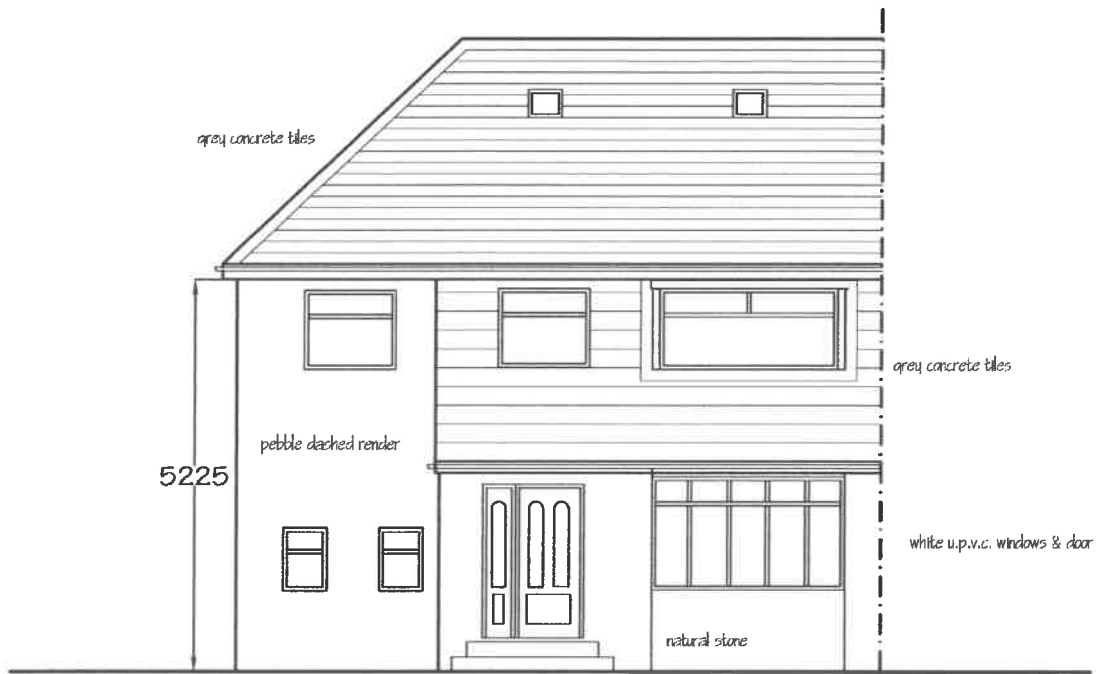 grey concrete tiles
grey concrete tiles
pebble dashed render
5225
white u.p.v.c. windows & door
natural stone